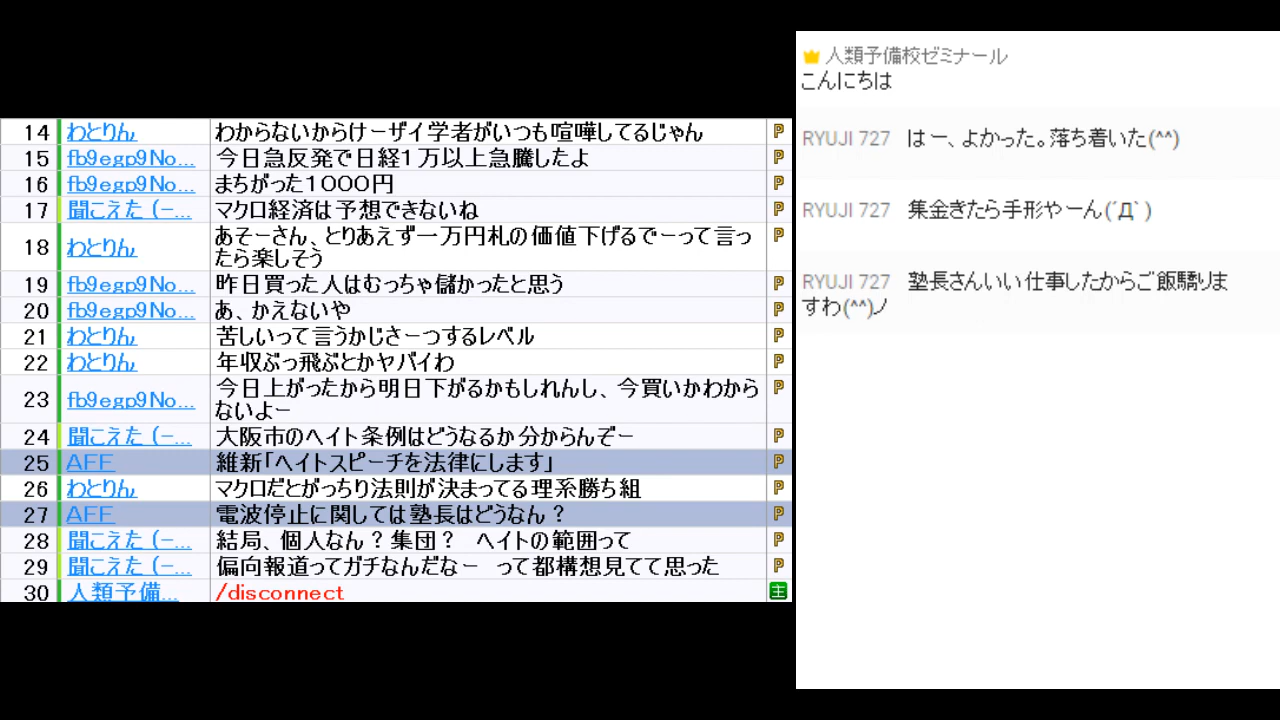 14 わとりん わからないからけーザイ学者がいつも喧嘩してるじゃん P
15 fb9egp9No... 今日急反発で日経1万以上急騰したよ P
16 fb9egp9No... まちがった1000円 P
17 聞こえた (-... マクロ経済は予想できないね P
18 わとりん あそーさん、とりあえず一万円札の価値下げるでーって言っ P
たら楽しそう
19 fb9egp9No... 昨日買った人はむっちゃ儲かったと思う P
20 fb9egp9No... あ、かえないや P
21 わとりん 苦しいって言うかじさーつするレベル P
22 わとりん 年収ぶっ飛ぶとかヤバイわ P
23 fb9egp9No... 今日上がったから明日下がるかもしれんし、今買いかわから P
ないよー
24 聞こえた (-... 大阪市のヘイト条例はどうなるか分からんぞー P
25 AFF 維新「ヘイトスピーチを法律にします」 P
26 わとりん マクロだとがっちり法則が決まってる理系勝ち組 P
27 AFF 電波停止に関しては塾長はどうなん？ P
28 聞こえた (-... 結局、個人なん？集団？　ヘイトの範囲って P
29 聞こえた (-... 偏向報道ってガチなんだなー　って都構想見てて思った P
30 人類予備... /disconnect 主
人類予備校ゼミナール
こんにちは
RYUJI 727 はー、よかった。落ち着いた(^^)
RYUJI 727 集金きたら手形やーん(´Д｀)
RYUJI 727 塾長さんいい仕事したからご飯驕りま
すわ(^^)ノ